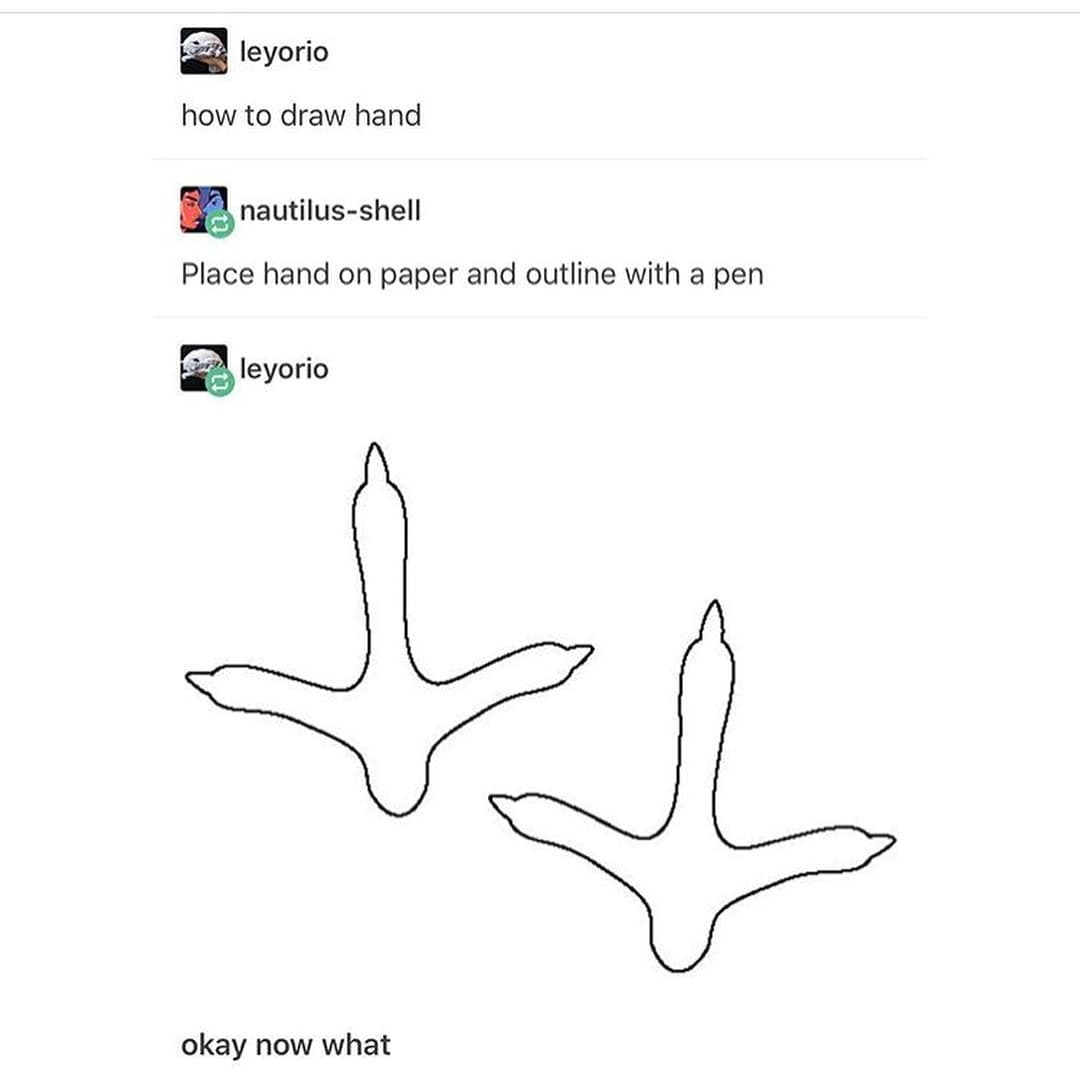 leyorio
how to draw hand
nautilus-shell
Place hand on paper and outline with a pen
leyorio
okay now what